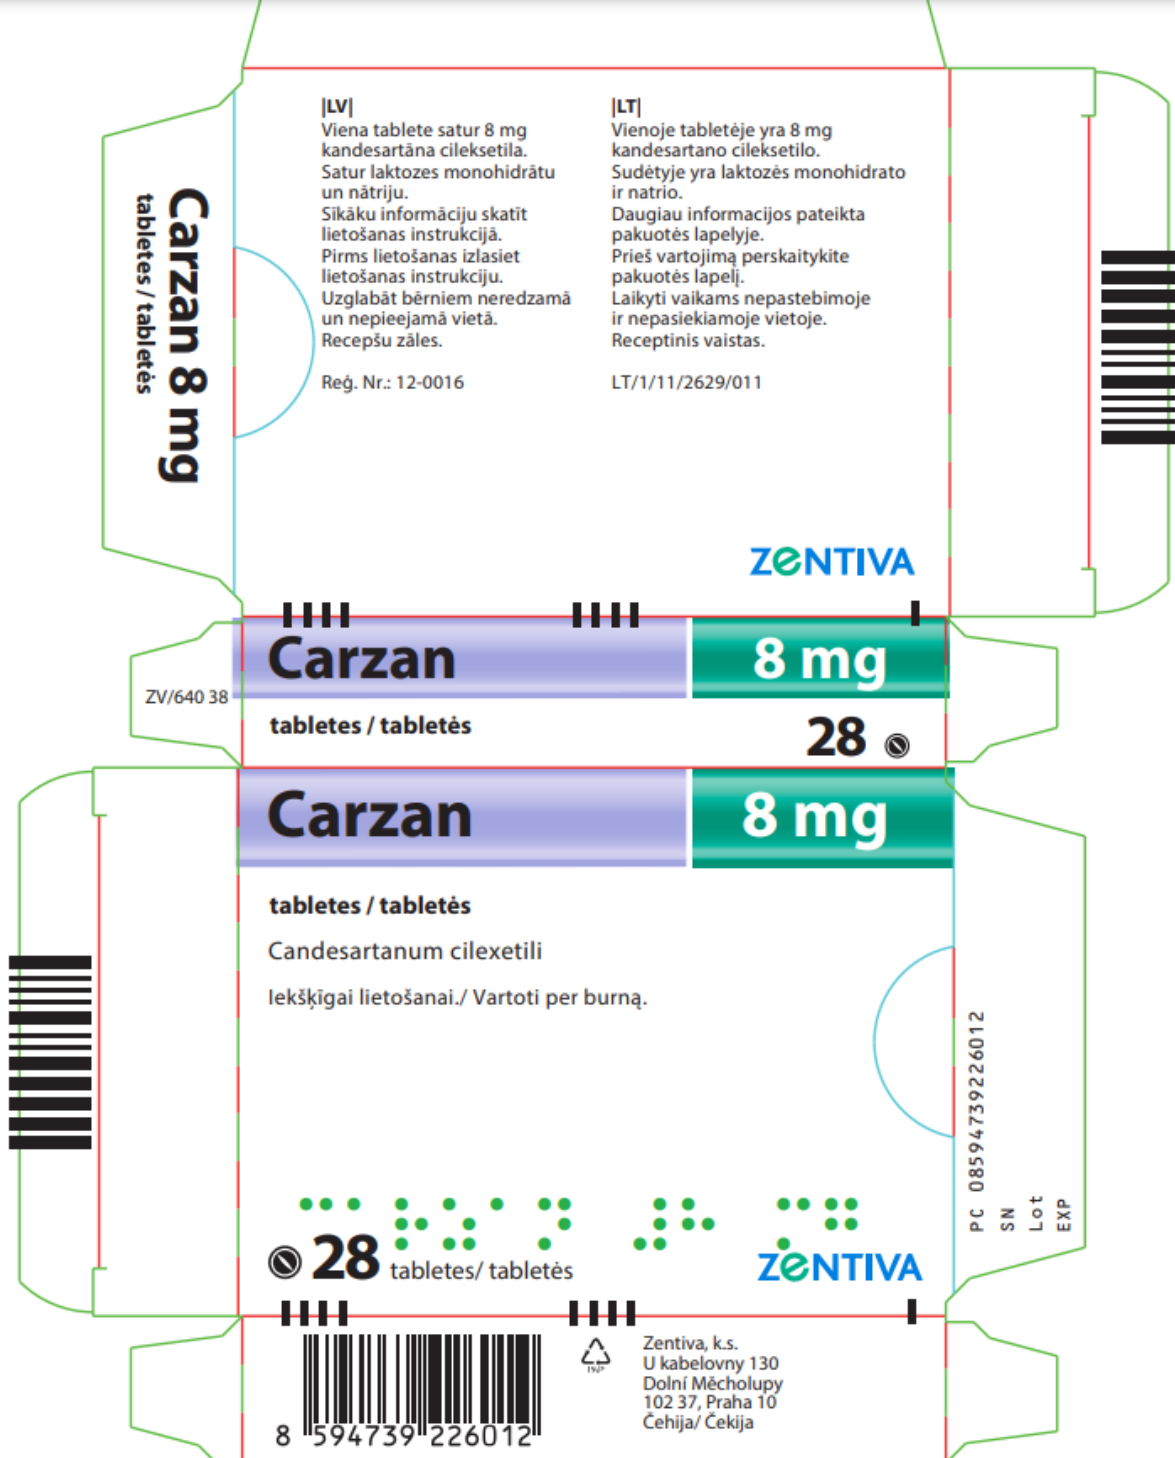 |LV|
Viena tablete satur 8 mg
kandesartāna cileksetila.
Satur laktozes monohidrātu
un nātriju.
Sīkāku informāciju skatīt
lietošanas instrukcijā.
Pirms lietošanas izlasiet
lietošanas instrukciju.
Uzglabāt bērniem neredzamā
un nepieejamā vietā.
Recepšu zāles.
Reģ. Nr.: 12-0016
|LT|
Vienoje tabletėje yra 8 mg
kandesartano cileksetilo.
Sudėtyje yra laktozės monohidrato
ir natrio.
Daugiau informacijos pateikta
pakuotės lapelyje.
Prieš vartojimą perskaitykite
pakuotės lapelį.
Laikyti vaikams nepastebimoje
ir nepasiekiamoje vietoje.
Receptinis vaistas.
LT/1/11/2629/011
Carzan 8 mg
tabletes / tabletės
ZENTIVA
Carzan 8 mg
ZV/640 38
tabletes / tabletės 28
Carzan 8 mg
tabletes / tabletės
Candesartanum cilexetili
Iekšķīgai lietošanai./ Vartoti per burną.
PC 08594739226012
SN
Lot
EXP
28 tabletes/ tabletės
ZENTIVA
8 594739 226012
Zentiva, k.s.
U kabelovny 130
Dolní Měcholupy
102 37, Praha 10
Čehija/ Čekija